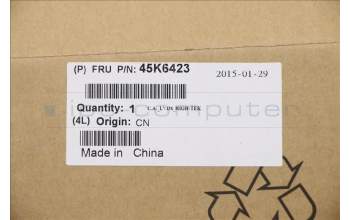 (P) FRU P/N: 45K6423
2015-01-29
Quantity: 1
(4L) Origin: CN
Made in China